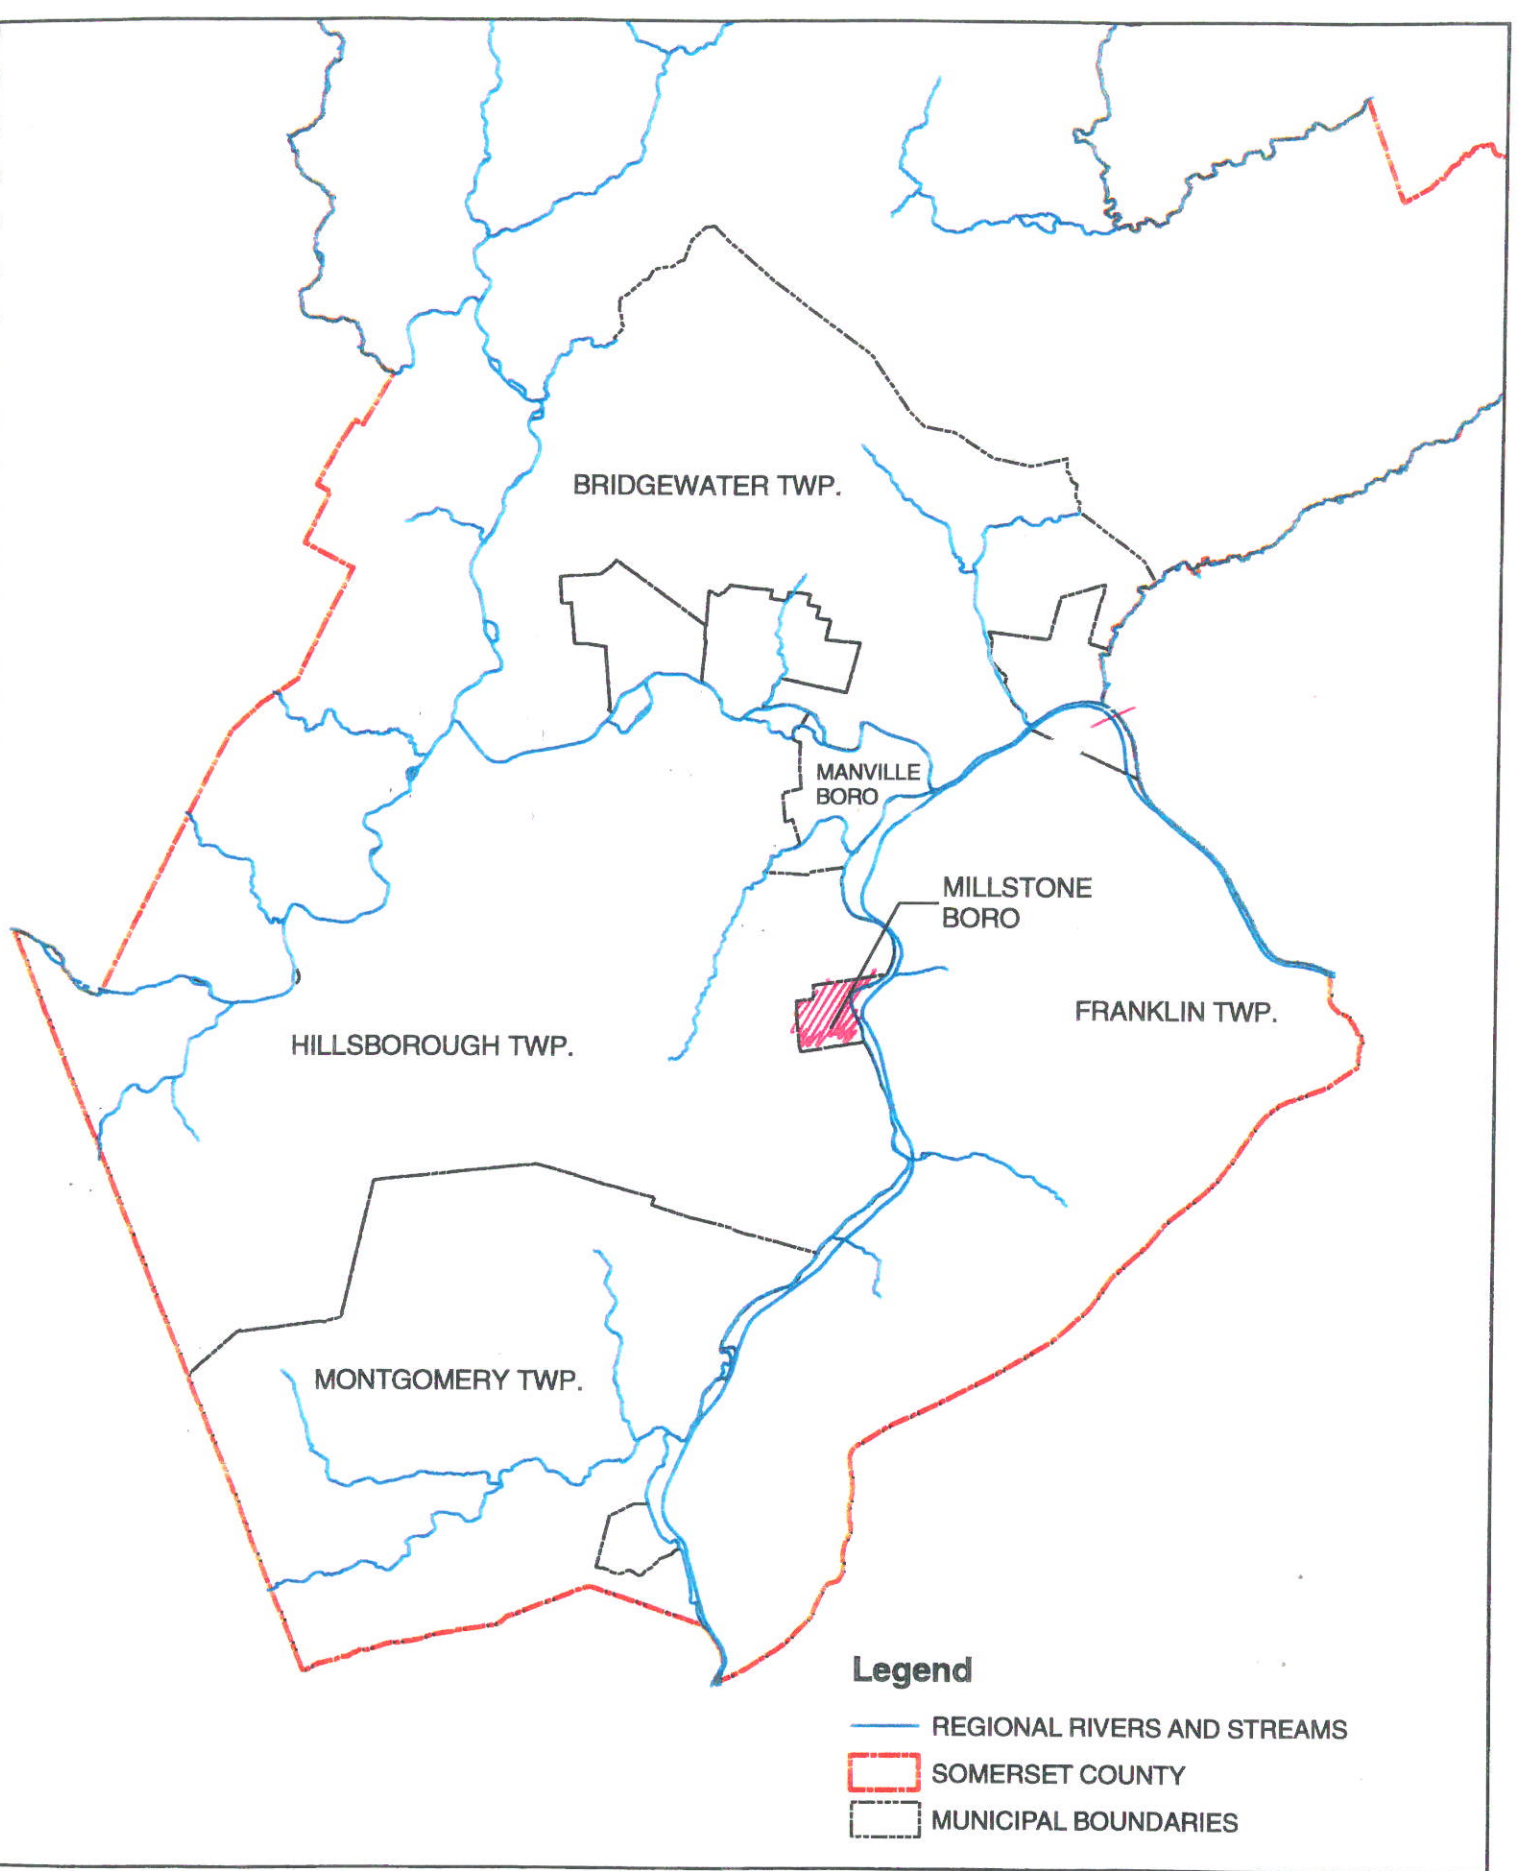 BRIDGEWATER TWP.
MANVILLE
BORO
MILLSTONE
BORO
FRANKLIN TWP.
HILLSBOROUGH TWP.
MONTGOMERY TWP.
Legend
REGIONAL RIVERS AND STREAMS
SOMERSET COUNTY
MUNICIPAL BOUNDARIES